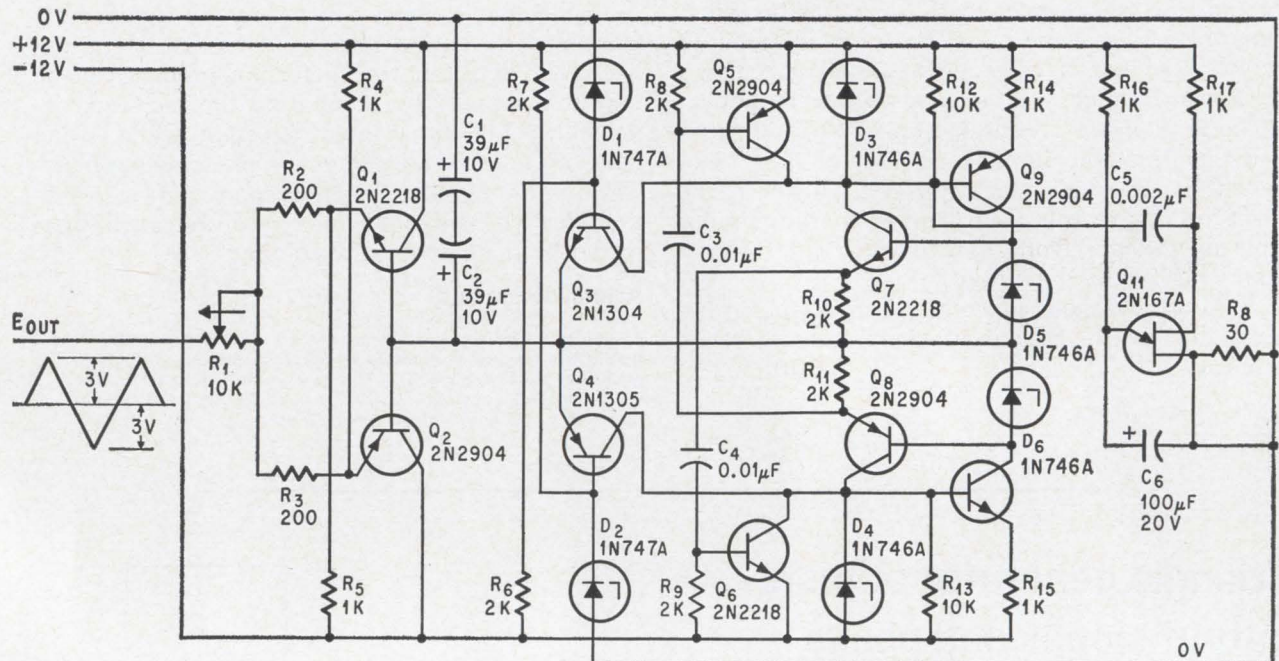 0V
+12V
-12V
R4
1K
R7
2K
R8
2K
Q5
2N2904
R12
10K
R14
1K
R16
1K
R17
1K
C1
39μF
10V
D1
1N747A
D3
1N746A
R2
200
Q1
2N2218
Q9
2N2904
C5
0.002μF
C3
0.01μF
C2
39μF
10V
Q3
2N1304
R10
2K
Q7
2N2218
Q11
2N167A
R8
30
EOUT
D5
1N746A
R1
10K
3V
3V
Q4
2N1305
R11
2K
Q8
2N2904
Q2
2N2904
C4
0.01μF
D6
1N746A
C6
100μF
20V
R3
200
D2
1N747A
D4
1N746A
R5
1K
R6
2K
R9
2K
Q6
2N2218
R13
10K
R15
1K
0V